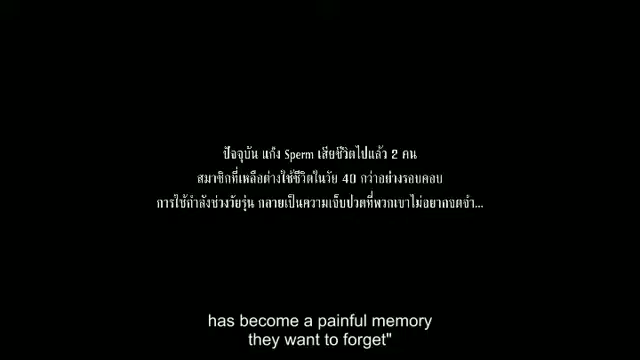 ปัจจุบัน แก๊ง Sperm เสียชีวิตไปแล้ว 2 คน
สมาชิกที่เหลือต่างใช้ชีวิตในวัย 40 กว่าอย่างรอบคอบ
การใช้กำลังช่วงวัยรุ่น กลายเป็นความเจ็บปวดที่พวกเขาไม่อยากจดจำ...
has become a painful memory
they want to forget"